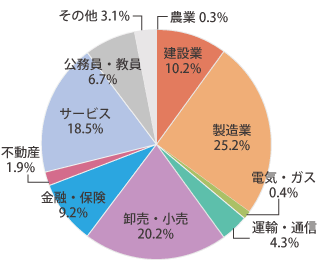 その他 3.1%
農業 0.3%
建設業
10.2%
製造業
25.2%
電気・ガス
0.4%
運輸・通信
4.3%
卸売・小売
20.2%
金融・保険
9.2%
不動産
1.9%
サービス
18.5%
公務員・教員
6.7%